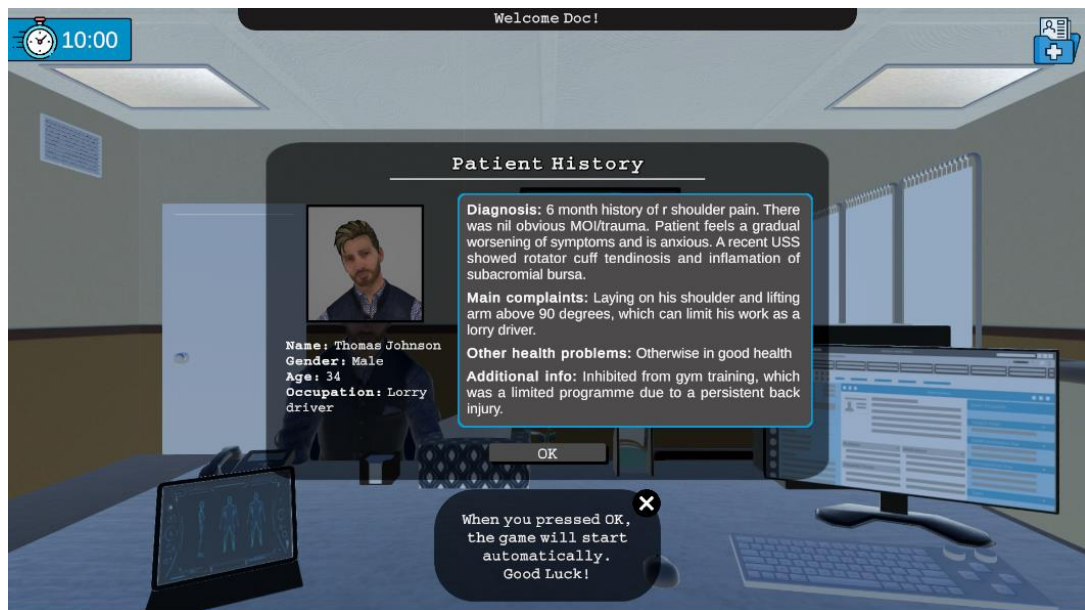 Welcome Doc!
10:00
Patient History
Diagnosis: 6 month history of r shoulder pain. There
was nil obvious MOI/trauma. Patient feels a gradual
worsening of symptoms and is anxious. A recent USS
showed rotator cuff tendinosis and inflamation of
subacromial bursa.
Main complaints: Laying on his shoulder and lifting
arm above 90 degrees, which can limit his work as a
lorry driver.
Other health problems: Otherwise in good health
Additional info: Inhibited from gym training, which
was a limited programme due to a persistent back
injury.
Name: Thomas Johnson
Gender: Male
Age: 34
Occupation: Lorry
driver
OK
When you pressed OK,
the game will start
automatically.
Good Luck!